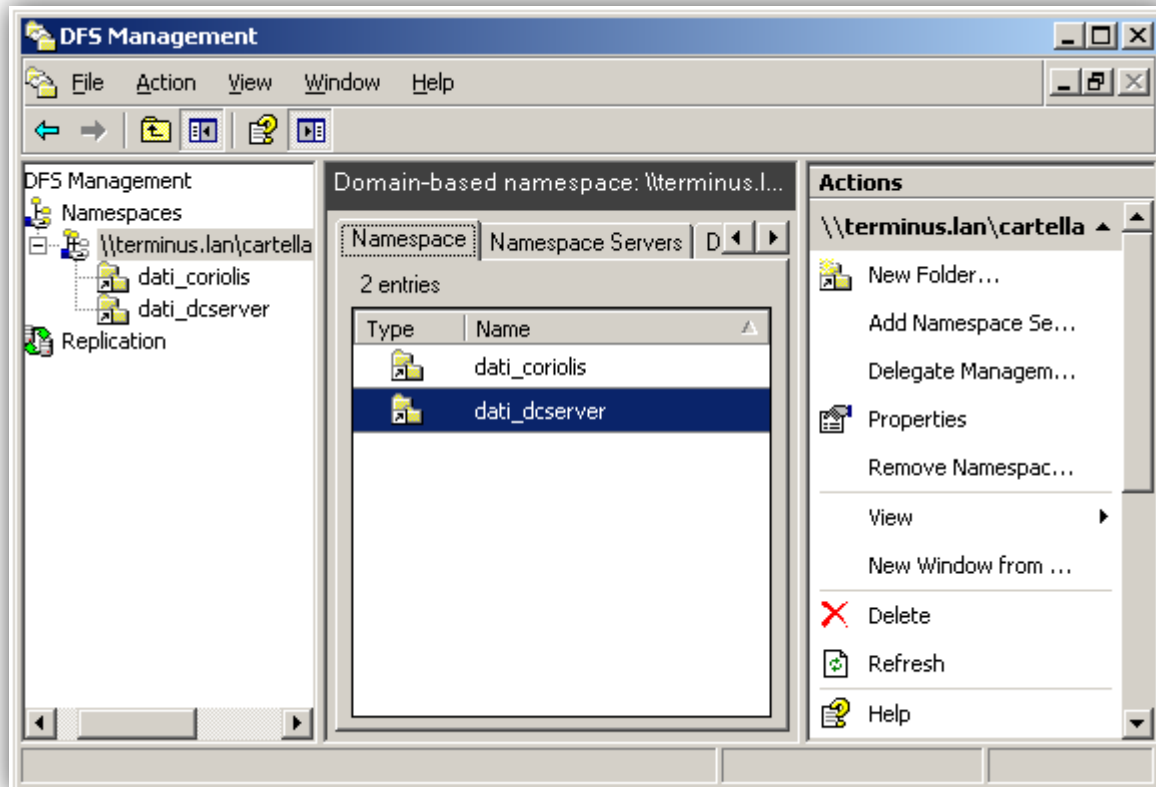 DFS Management
File Action View Window Help
DFS Management
Namespaces
\\terminus.lan\cartella
dati_coriolis
dati_dcserver
Replication
Domain-based namespace: \\terminus.l...
Namespace Namespace Servers D
2 entries
Type Name
dati_coriolis
dati_dcserver
Actions
\\terminus.lan\cartella
New Folder...
Add Namespace Se...
Delegate Managem...
Properties
Remove Namespac...
View
New Window from ...
Delete
Refresh
Help